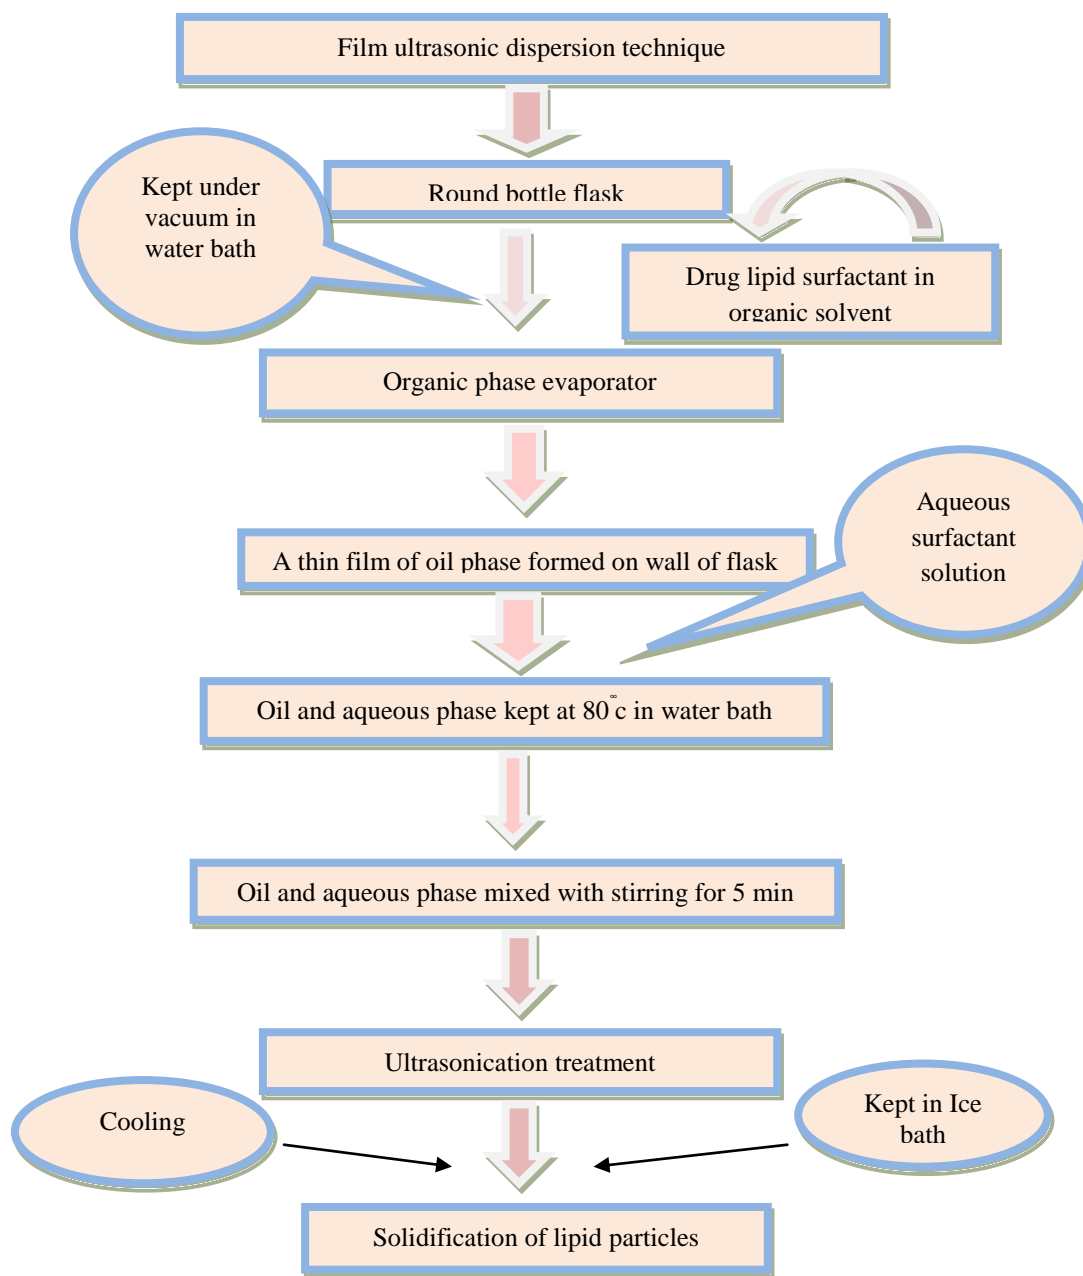 Film ultrasonic dispersion technique
Kept under
vacuum in
water bath
Round bottle flask
Drug lipid surfactant in
organic solvent
Organic phase evaporator
Aqueous
surfactant
solution
A thin film of oil phase formed on wall of flask
Oil and aqueous phase kept at 80°c in water bath
Oil and aqueous phase mixed with stirring for 5 min
Ultrasonication treatment
Cooling
Kept in Ice
bath
Solidification of lipid particles